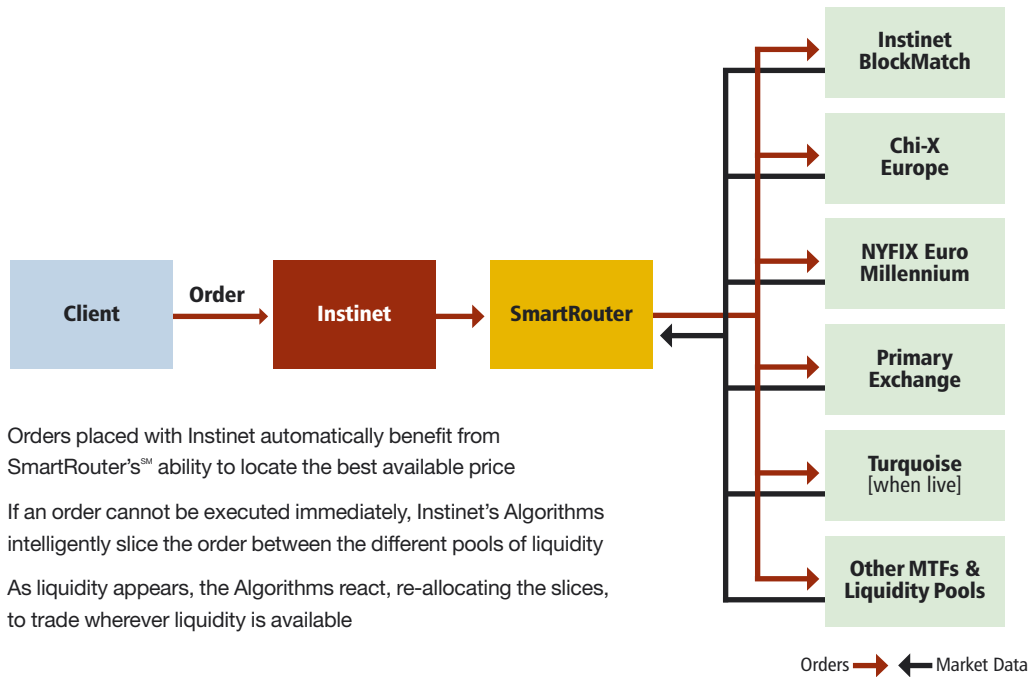 Client
Order
Instinet
SmartRouter
Instinet
BlockMatch
Chi-X
Europe
NYFIX Euro
Millennium
Primary
Exchange
Turquoise
[when live]
Other MTFs &
Liquidity Pools
Orders placed with Instinet automatically benefit from
SmartRouter's℠ ability to locate the best available price
If an order cannot be executed immediately, Instinet's Algorithms
intelligently slice the order between the different pools of liquidity
As liquidity appears, the Algorithms react, re-allocating the slices,
to trade wherever liquidity is available
Orders
Market Data